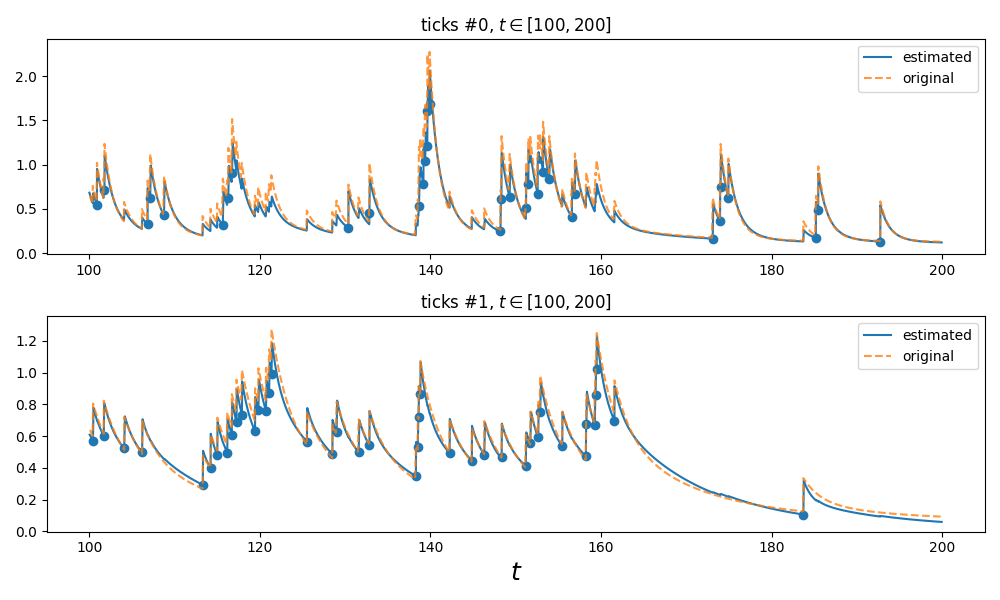 ticks #0, t ∈ [100, 200]
estimated
original
2.0
1.5
1.0
0.5
0.0
100 120 140 160 180 200
ticks #1, t ∈ [100, 200]
estimated
original
1.2
1.0
0.8
0.6
0.4
0.2
0.0
100 120 140 160 180 200
t